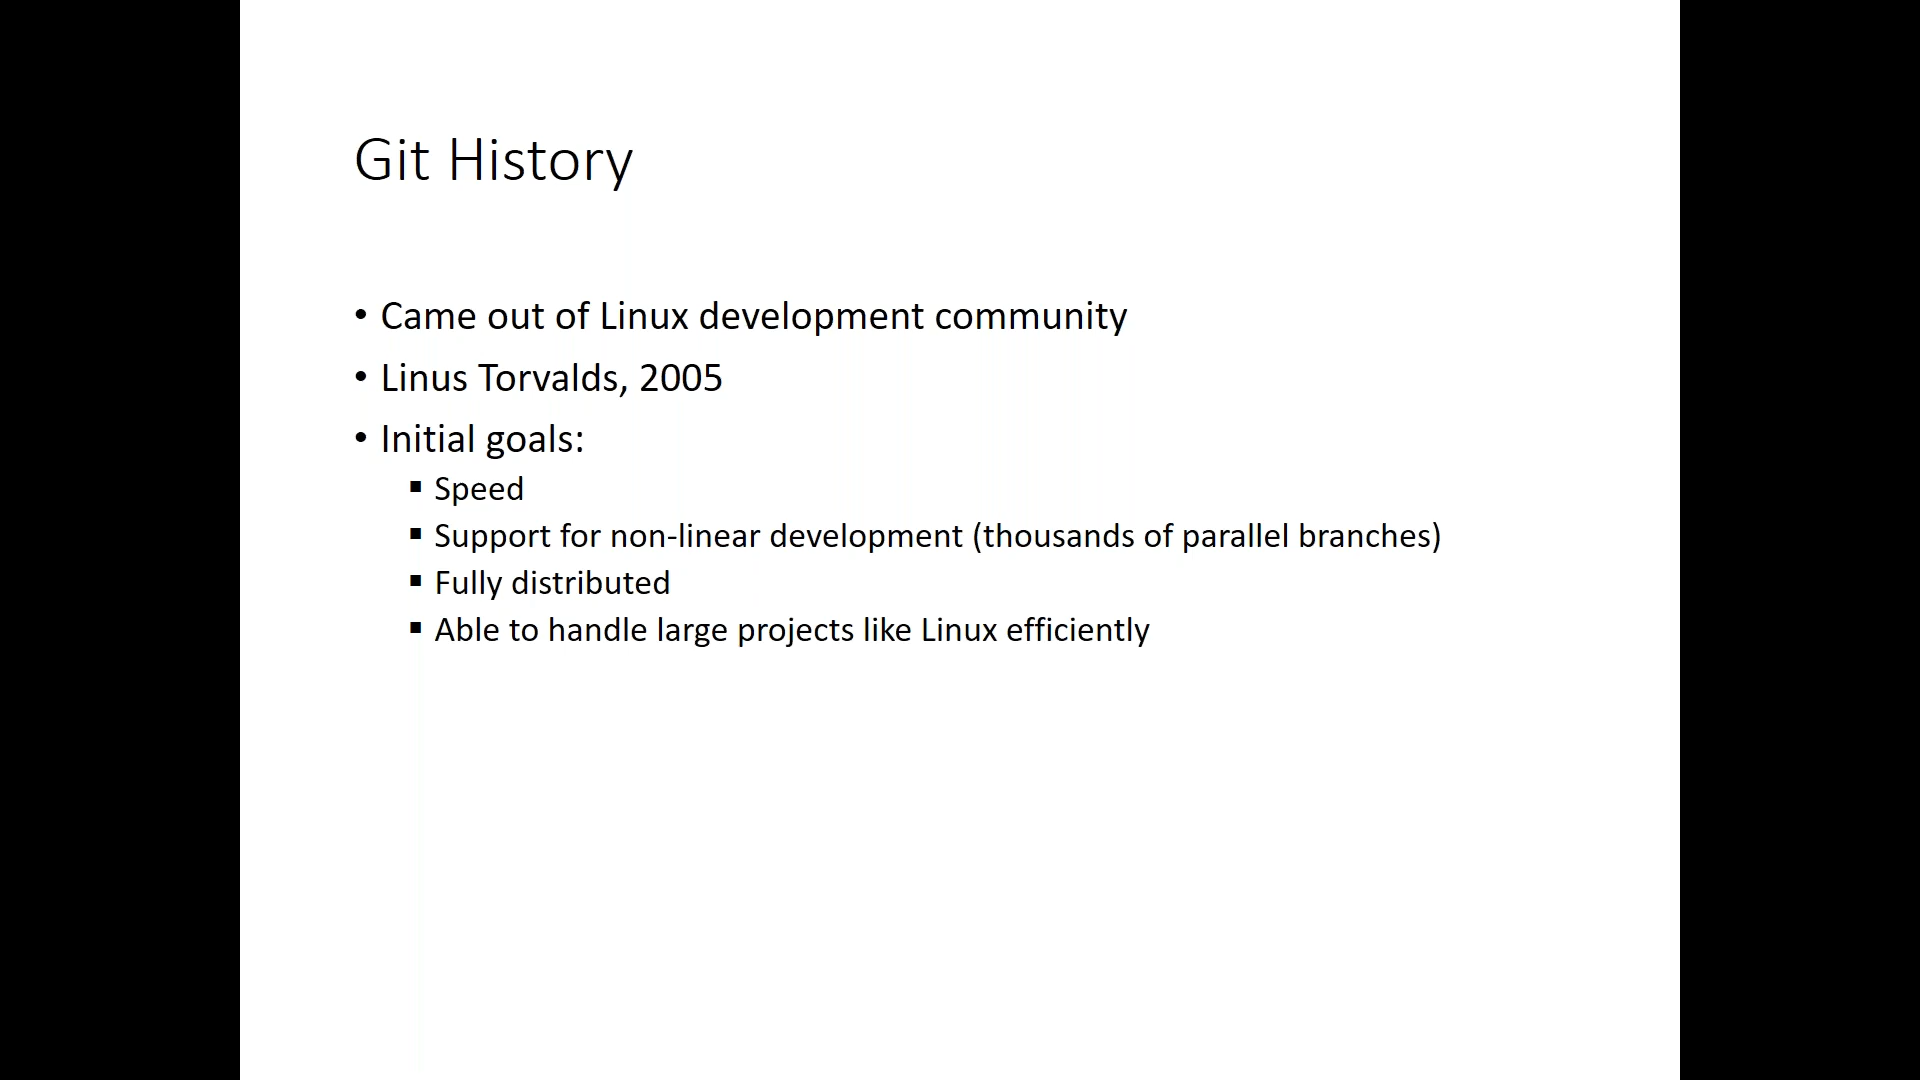 Git History
• Came out of Linux development community
• Linus Torvalds, 2005
• Initial goals:
▪ Speed
▪ Support for non-linear development (thousands of parallel branches)
▪ Fully distributed
▪ Able to handle large projects like Linux efficiently